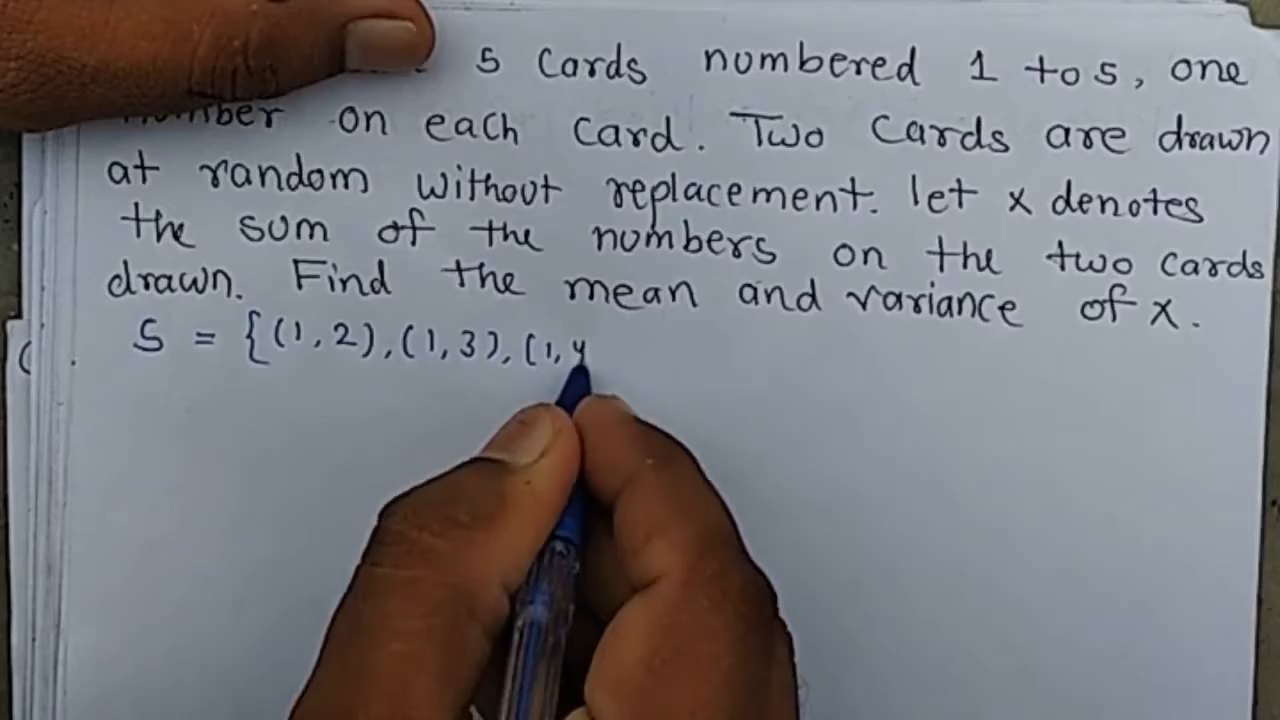 5 Cards numbered 1 to 5, one
number on each card. Two Cards are drawn
at random without replacement. let x denotes
the sum of the numbers on the two cards
drawn. Find the mean and variance of x.
S = {(1,2),(1,3),(1,4